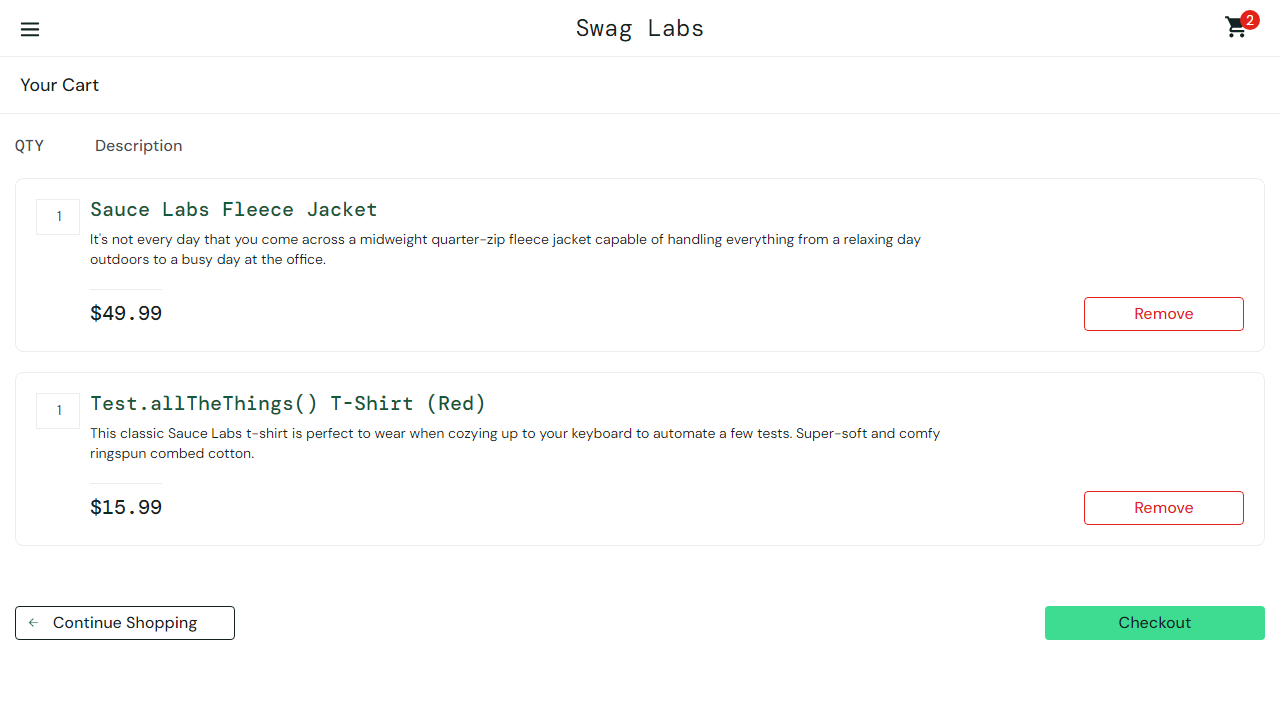 Swag Labs
2
Your Cart
QTY Description
1
Sauce Labs Fleece Jacket
It's not every day that you come across a midweight quarter-zip fleece jacket capable of handling everything from a relaxing day
outdoors to a busy day at the office.
$49.99
Remove
1
Test.allTheThings() T-Shirt (Red)
This classic Sauce Labs t-shirt is perfect to wear when cozying up to your keyboard to automate a few tests. Super-soft and comfy
ringspun combed cotton.
$15.99
Remove
Continue Shopping
Checkout